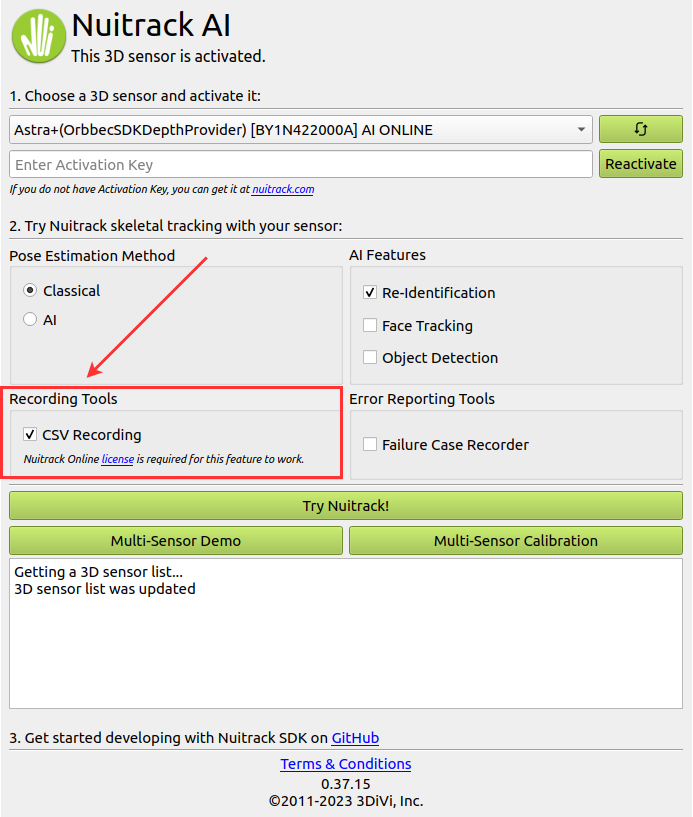 Nuitrack AI
This 3D sensor is activated.
1. Choose a 3D sensor and activate it:
Astra+(OrbbecSDKDepthProvider) [BY1N422000A] AI ONLINE
Enter Activation Key
Reactivate
If you do not have Activation Key, you can get it at nuitrack.com
2. Try Nuitrack skeletal tracking with your sensor:
Pose Estimation Method
Classical
AI
AI Features
Re-Identification
Face Tracking
Object Detection
Recording Tools
CSV Recording
Nuitrack Online license is required for this feature to work.
Error Reporting Tools
Failure Case Recorder
Try Nuitrack!
Multi-Sensor Demo
Multi-Sensor Calibration
Getting a 3D sensor list...
3D sensor list was updated
3. Get started developing with Nuitrack SDK on GitHub
Terms & Conditions
0.37.15
©2011-2023 3DiVi, Inc.